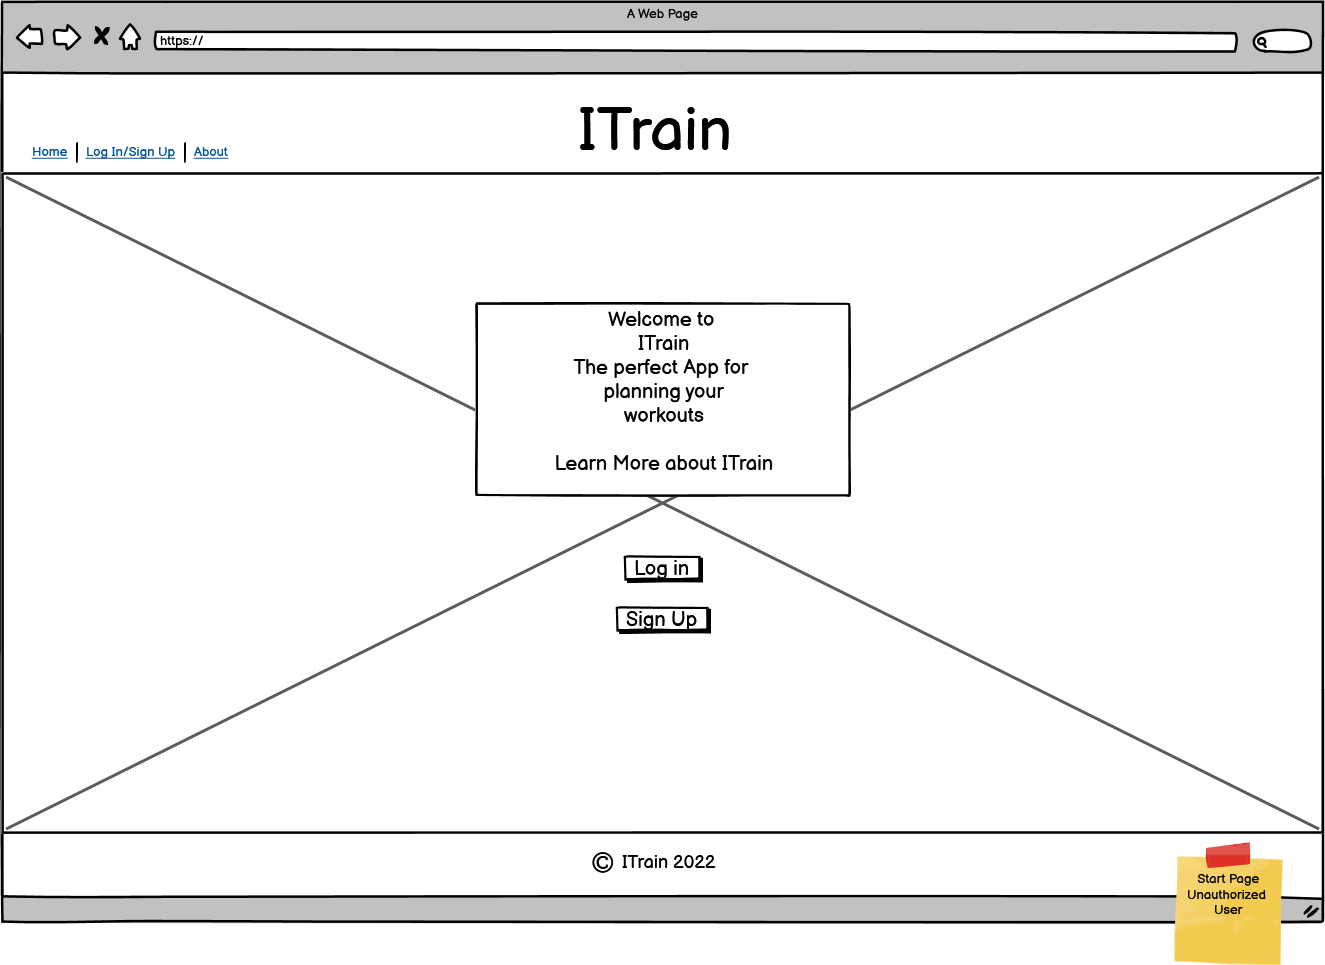 A Web Page
https://
ITrain
Home | Log In/Sign Up | About
Welcome to
ITrain
The perfect App for
planning your
workouts
Learn More about ITrain
Log in
Sign Up
© ITrain 2022
Start Page
Unauthorized
User